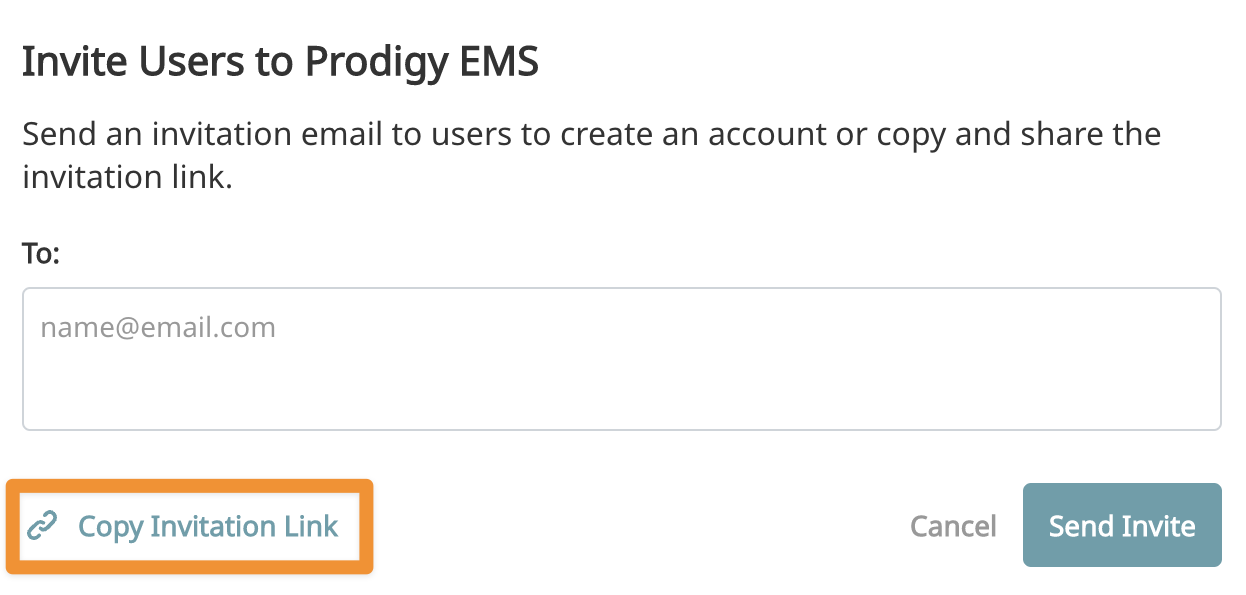 Invite Users to Prodigy EMS
Send an invitation email to users to create an account or copy and share the
invitation link.
To:
name@email.com
Copy Invitation Link
Cancel
Send Invite